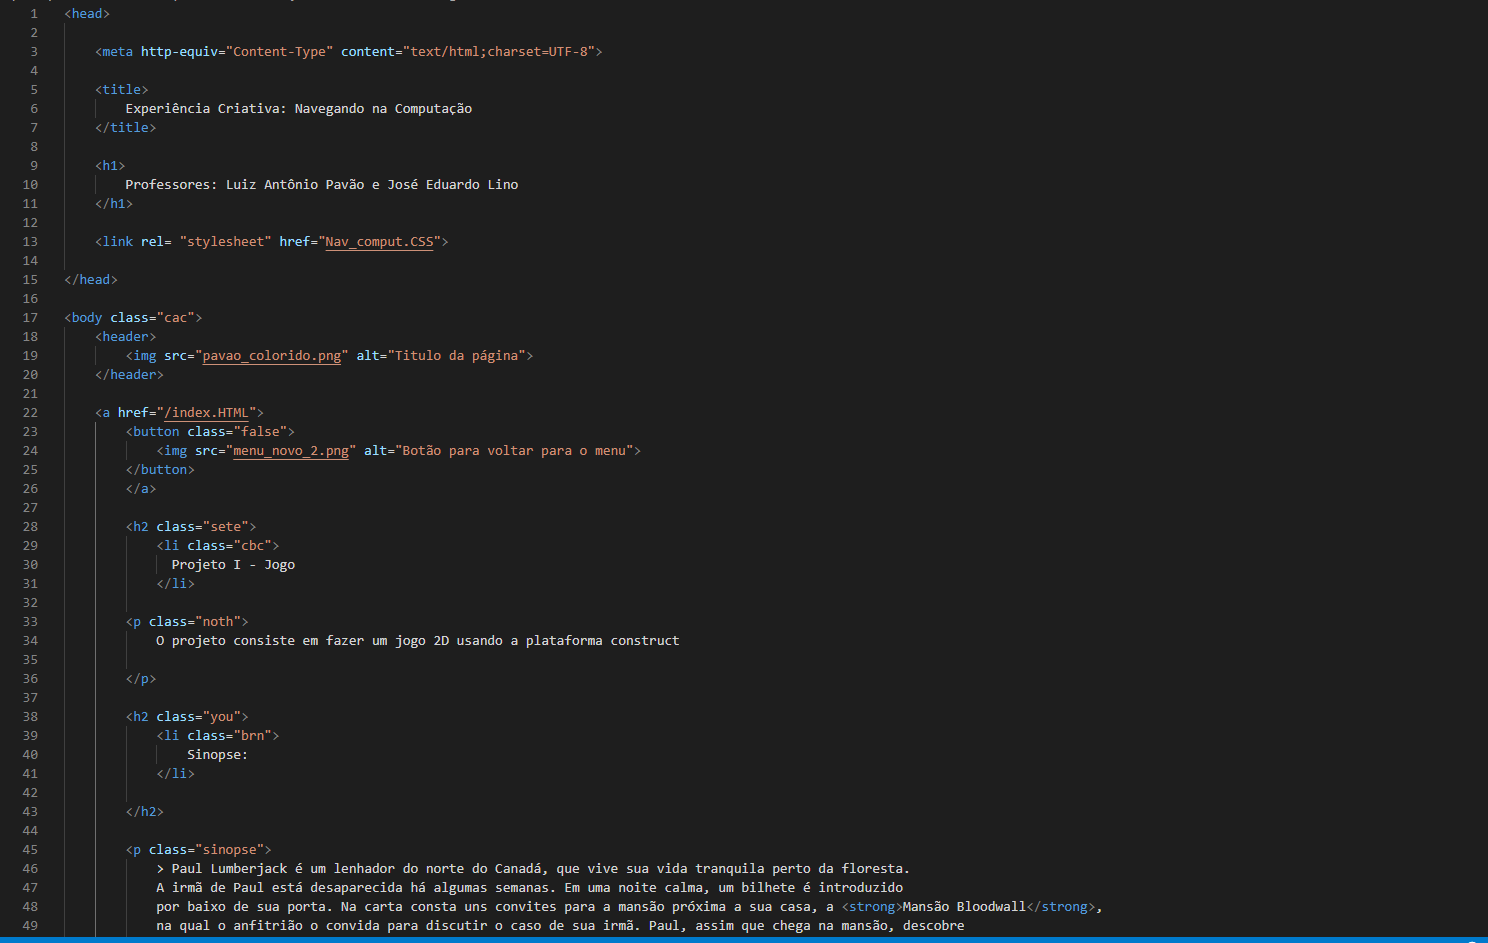 1 <head>
2
3 <meta http-equiv="Content-Type" content="text/html;charset=UTF-8">
4
5 <title>
6 Experiência Criativa: Navegando na Computação
7 </title>
8
9 <h1>
10 Professores: Luiz Antônio Pavão e José Eduardo Lino
11 </h1>
12
13 <link rel= "stylesheet" href="Nav_comput.CSS">
14
15 </head>
16
17 <body class="cac">
18 <header>
19 <img src="pavao_colorido.png" alt="Titulo da página">
20 </header>
21
22 <a href="/index.HTML">
23 <button class="false">
24 <img src="menu_novo_2.png" alt="Botão para voltar para o menu">
25 </button>
26 </a>
27
28 <h2 class="sete">
29 <li class="cbc">
30 Projeto I - Jogo
31 </li>
32
33 <p class="noth">
34 O projeto consiste em fazer um jogo 2D usando a plataforma construct
35
36 </p>
37
38 <h2 class="you">
39 <li class="brn">
40 Sinopse:
41 </li>
42
43 </h2>
44
45 <p class="sinopse">
46 > Paul Lumberjack é um lenhador do norte do Canadá, que vive sua vida tranquila perto da floresta.
47 A irmã de Paul está desaparecida há algumas semanas. Em uma noite calma, um bilhete é introduzido
48 por baixo de sua porta. Na carta consta uns convites para a mansão próxima a sua casa, a <strong>Mansão Bloodwall</strong>,
49 na qual o anfitrião o convida para discutir o caso de sua irmã. Paul, assim que chega na mansão, descobre